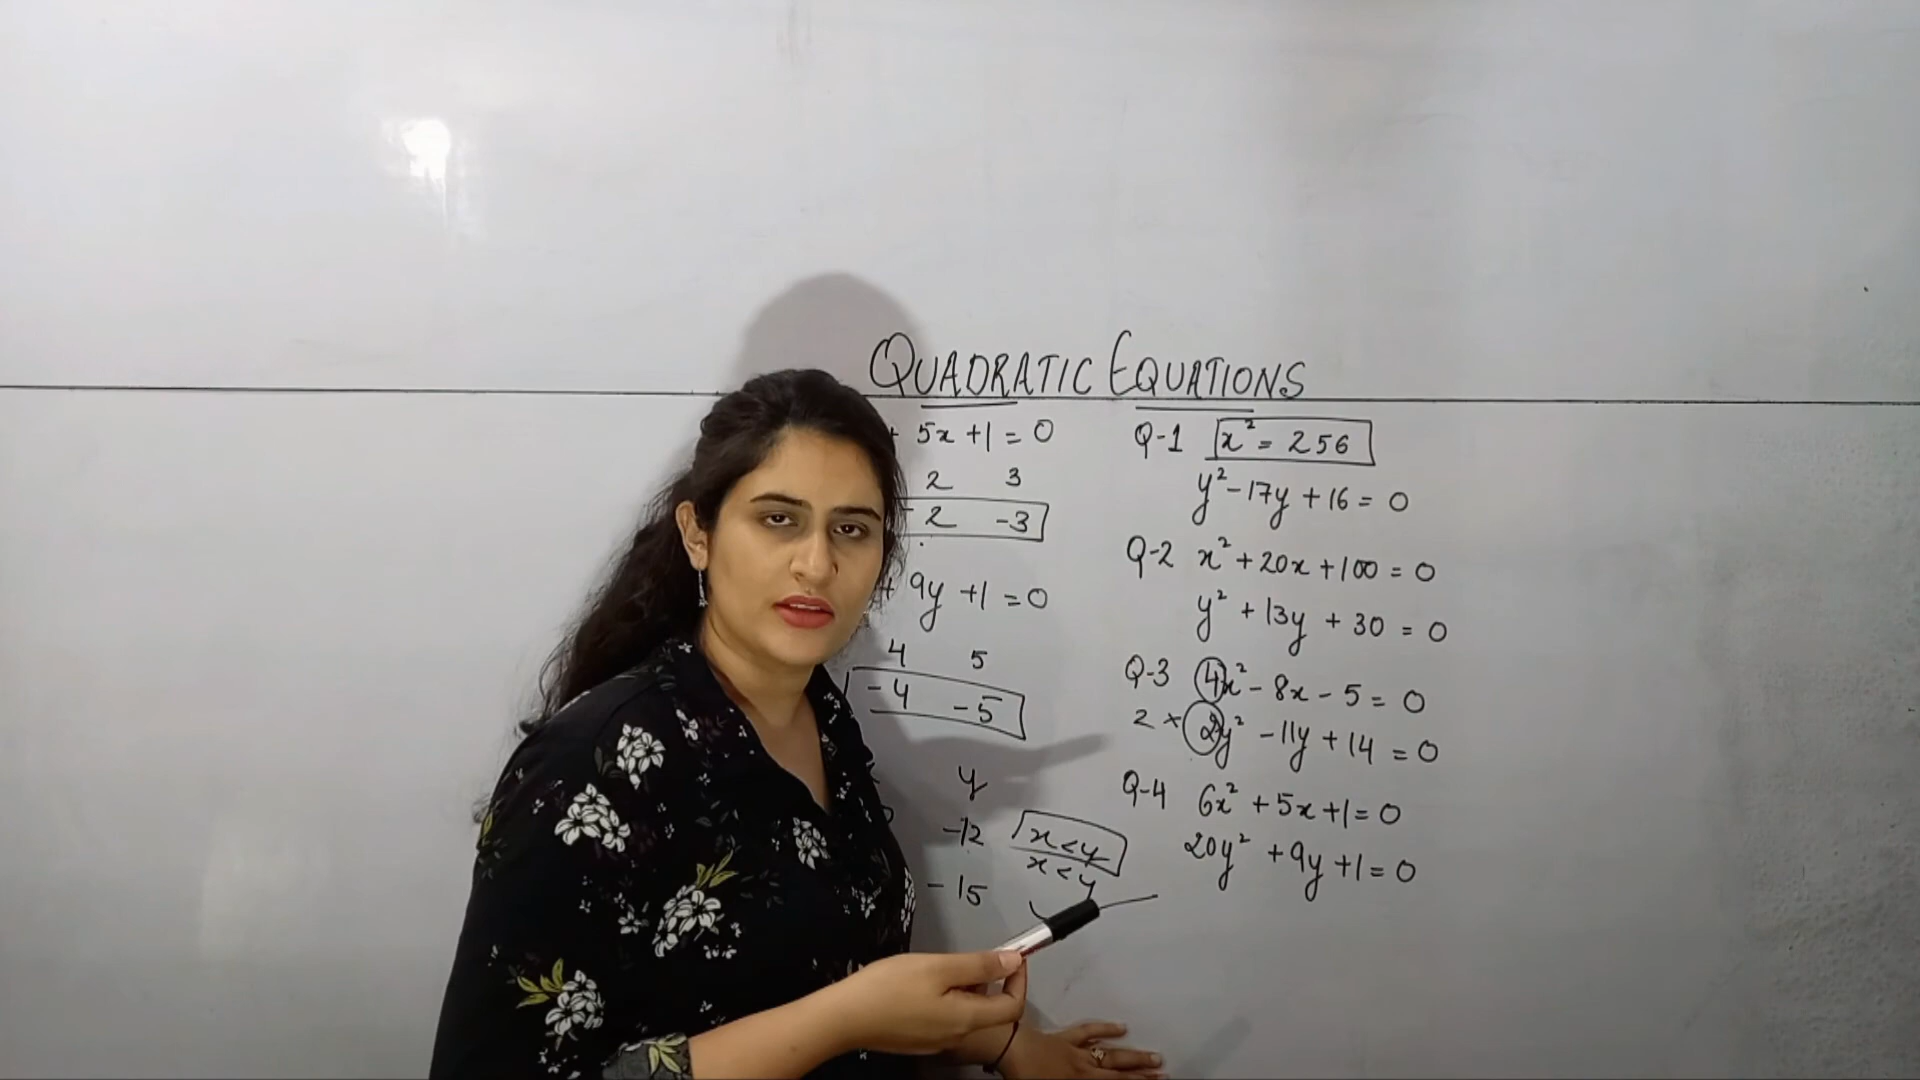 QUADRATIC EQUATIONS
+ 5x + 1 = 0
2 3
- 2 -3
+ 9y + 1 = 0
4 5
-4 -5
y
-12 x < y
x < y
-15
Q-1 x² = 256
y² - 17y + 16 = 0
Q-2 x² + 20x + 100 = 0
y² + 13y + 30 = 0
Q-3 4x² - 8x - 5 = 0
2 × 2y² - 11y + 14 = 0
Q-4 6x² + 5x + 1 = 0
20y² + 9y + 1 = 0